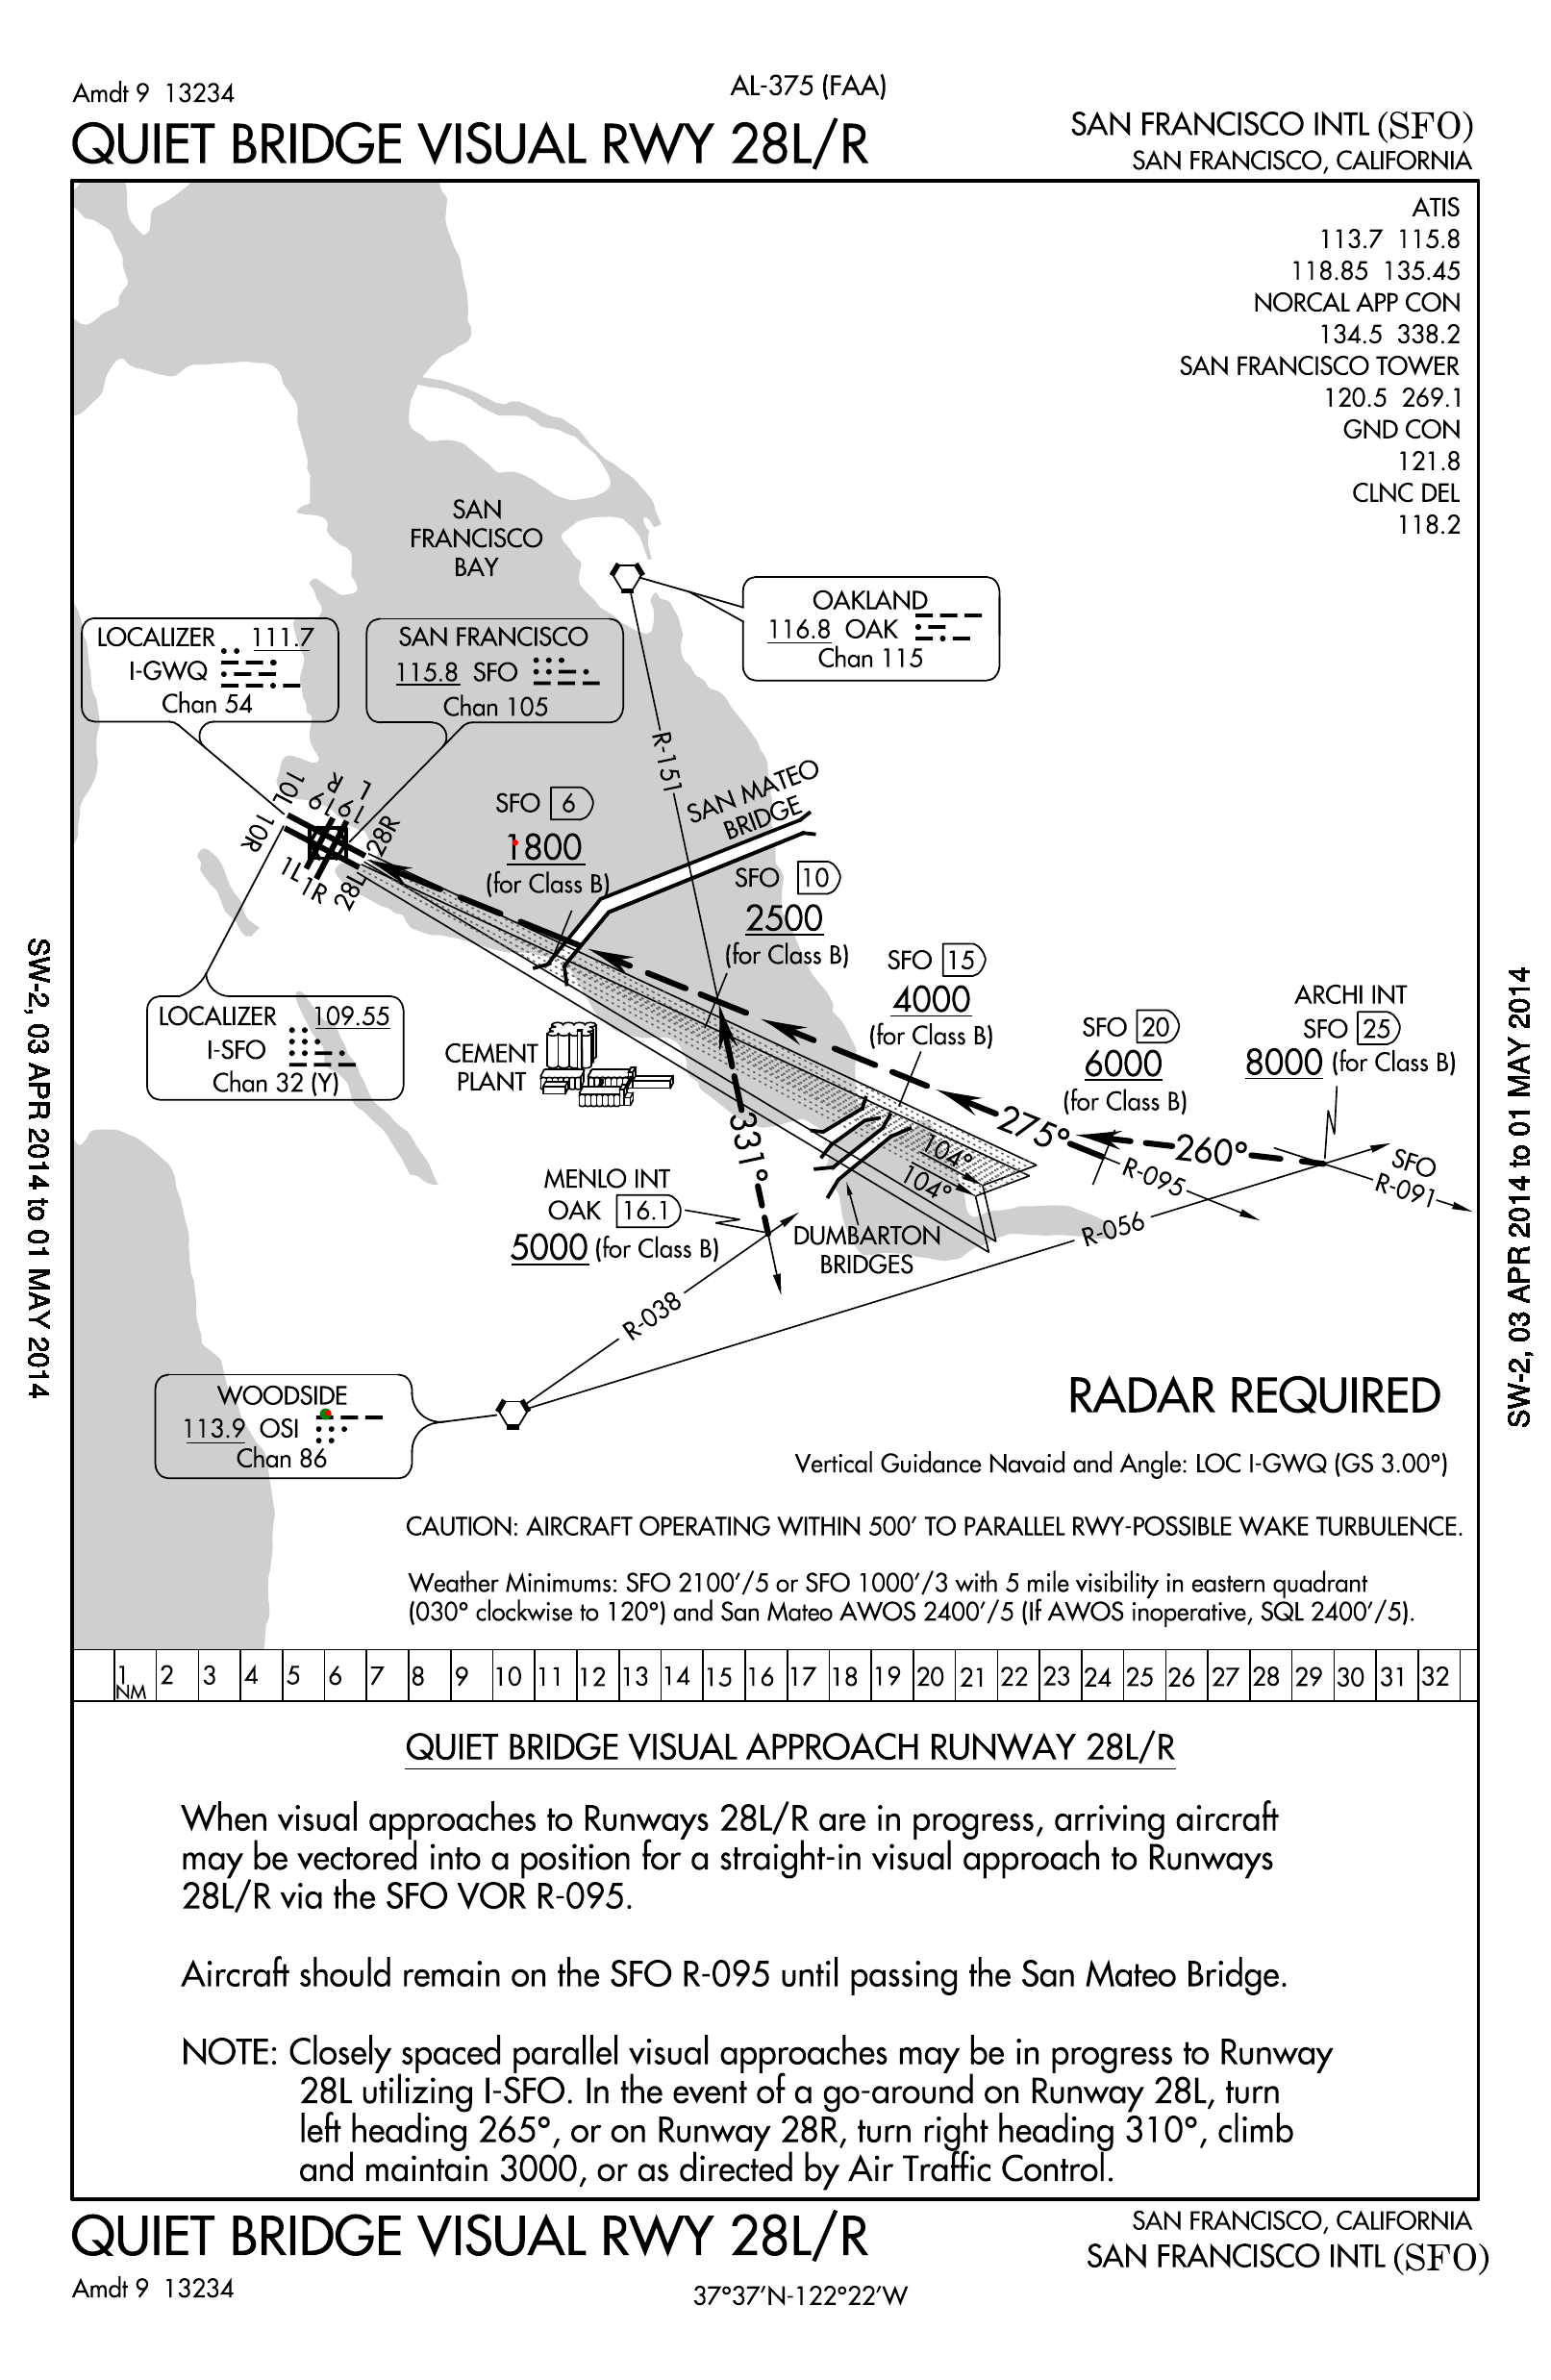 Amdt 9 13234
AL-375 (FAA)
QUIET BRIDGE VISUAL RWY 28L/R
SAN FRANCISCO INTL (SFO)
SAN FRANCISCO, CALIFORNIA
ATIS
113.7 115.8
118.85 135.45
NORCAL APP CON
134.5 338.2
SAN FRANCISCO TOWER
120.5 269.1
GND CON
121.8
CLNC DEL
118.2
SAN
FRANCISCO
BAY
OAKLAND
116.8 OAK
Chan 115
LOCALIZER 111.7
I-GWQ
Chan 54
SAN FRANCISCO
115.8 SFO
Chan 105
R-151
SAN MATEO
BRIDGE
10L
10R
19L
19R
28R
28L
1L
1R
SFO 6
1800
(for Class B)
SFO 10
2500
(for Class B)
SFO 15
4000
(for Class B)
SFO 20
6000
(for Class B)
ARCHI INT
SFO 25
8000 (for Class B)
LOCALIZER 109.55
I-SFO
Chan 32 (Y)
CEMENT
PLANT
331°
275°
260°
104°
104°
R-095
SFO
R-091
R-056
MENLO INT
OAK 16.1
5000 (for Class B)
DUMBARTON
BRIDGES
R-038
WOODSIDE
113.9 OSI
Chan 86
RADAR REQUIRED
Vertical Guidance Navaid and Angle: LOC I-GWQ (GS 3.00°)
CAUTION: AIRCRAFT OPERATING WITHIN 500' TO PARALLEL RWY-POSSIBLE WAKE TURBULENCE.
Weather Minimums: SFO 2100'/5 or SFO 1000'/3 with 5 mile visibility in eastern quadrant
(030° clockwise to 120°) and San Mateo AWOS 2400'/5 (If AWOS inoperative, SQL 2400'/5).
1 NM 2 3 4 5 6 7 8 9 10 11 12 13 14 15 16 17 18 19 20 21 22 23 24 25 26 27 28 29 30 31 32
QUIET BRIDGE VISUAL APPROACH RUNWAY 28L/R
When visual approaches to Runways 28L/R are in progress, arriving aircraft
may be vectored into a position for a straight-in visual approach to Runways
28L/R via the SFO VOR R-095.
Aircraft should remain on the SFO R-095 until passing the San Mateo Bridge.
NOTE: Closely spaced parallel visual approaches may be in progress to Runway
28L utilizing I-SFO. In the event of a go-around on Runway 28L, turn
left heading 265°, or on Runway 28R, turn right heading 310°, climb
and maintain 3000, or as directed by Air Traffic Control.
QUIET BRIDGE VISUAL RWY 28L/R
SAN FRANCISCO, CALIFORNIA
SAN FRANCISCO INTL (SFO)
Amdt 9 13234
37°37'N-122°22'W
SW-2, 03 APR 2014 to 01 MAY 2014
SW-2, 03 APR 2014 to 01 MAY 2014